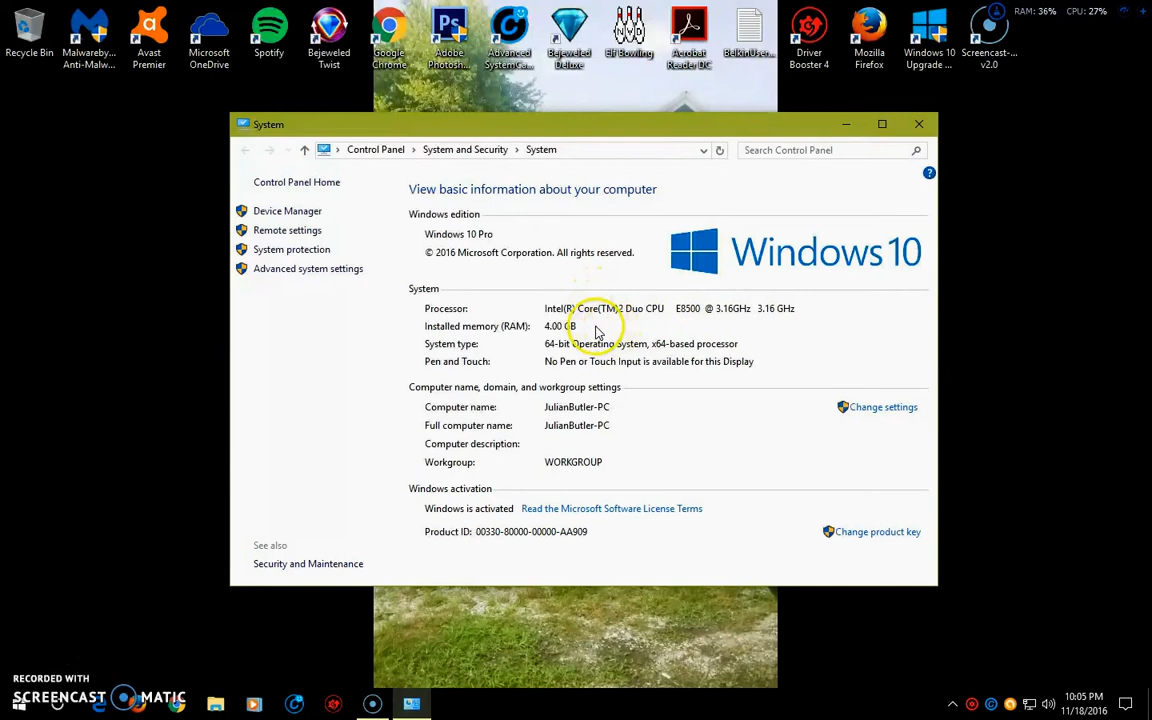 RAM: 36% CPU: 27%
Recycle Bin
Malwareby...
Anti-Malw...
Avast
Premier
Microsoft
OneDrive
Spotify
Bejeweled
Twist
Google
Chrome
Adobe
Photosh...
Advanced
SystemCa...
Bejeweled
Deluxe
Elf Bowling
Acrobat
Reader DC
BelkinUser...
Driver
Booster 4
Mozilla
Firefox
Windows 10
Upgrade ...
Screencast-...
v2.0
System
Control Panel > System and Security > System
Search Control Panel
Control Panel Home
Device Manager
Remote settings
System protection
Advanced system settings
See also
Security and Maintenance
View basic information about your computer
Windows edition
Windows 10 Pro
© 2016 Microsoft Corporation. All rights reserved.
Windows 10
System
Processor: Intel(R) Core(TM)2 Duo CPU E8500 @ 3.16GHz 3.16 GHz
Installed memory (RAM): 4.00 GB
System type: 64-bit Operating System, x64-based processor
Pen and Touch: No Pen or Touch Input is available for this Display
Computer name, domain, and workgroup settings
Computer name: JulianButler-PC
Change settings
Full computer name: JulianButler-PC
Computer description:
Workgroup: WORKGROUP
Windows activation
Windows is activated Read the Microsoft Software License Terms
Product ID: 00330-80000-00000-AA909
Change product key
RECORDED WITH
SCREENCAST MATIC
10:05 PM
11/18/2016